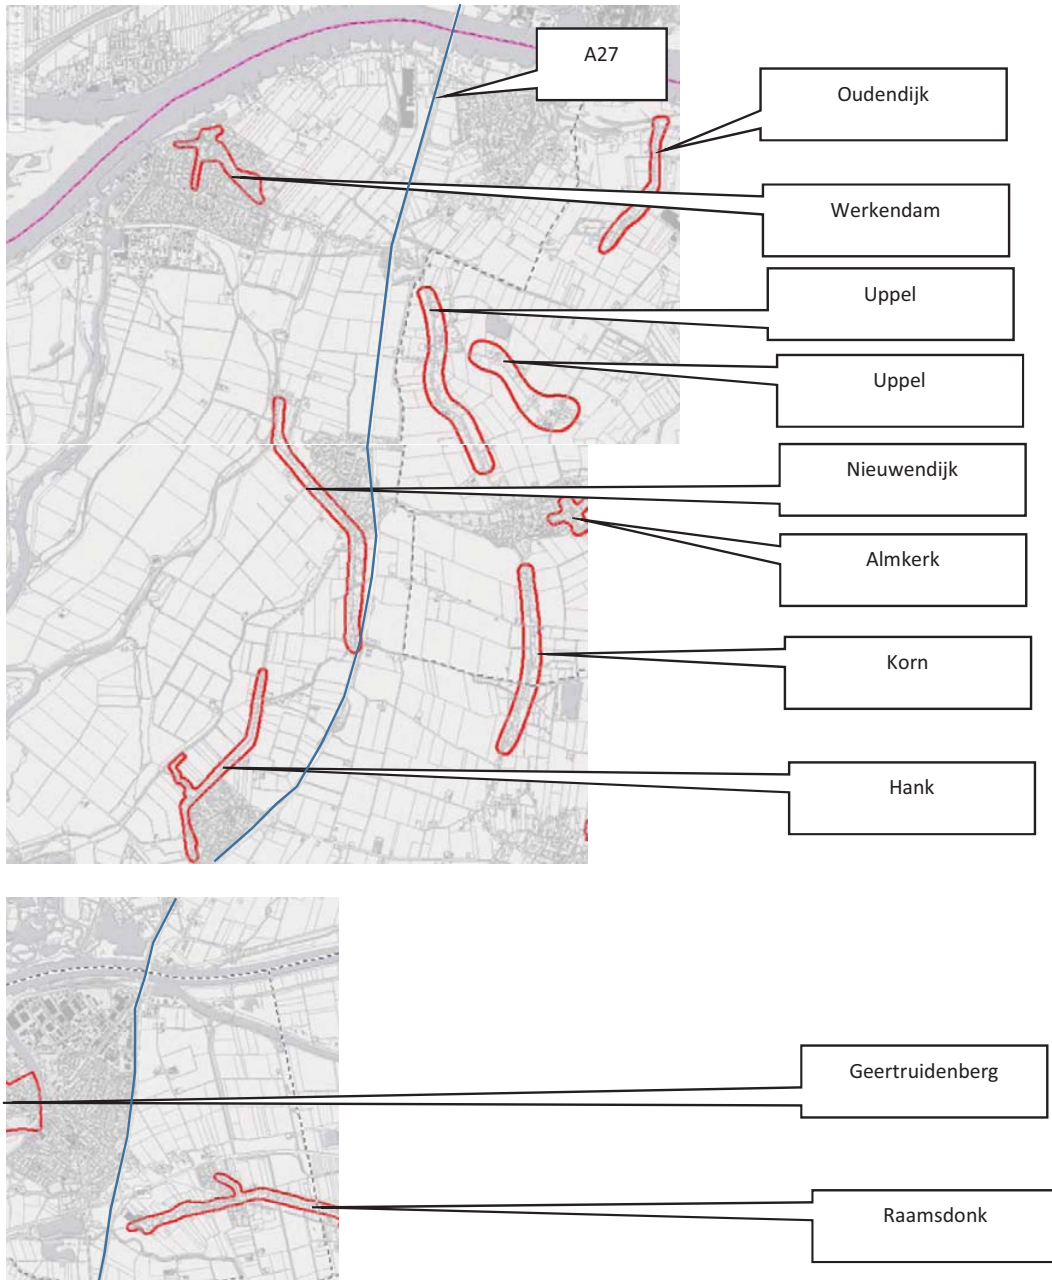 A27
Oudendijk
Werkendam
Uppel
Uppel
Nieuwendijk
Almkerk
Korn
Hank
Geertruidenberg
Raamsdonk